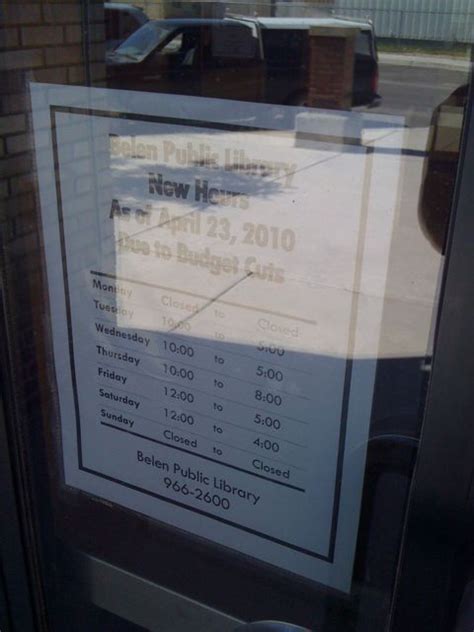 Belen Public Library
New Hours
As of April 23, 2010
Due to Budget Cuts
Monday Closed to Closed
Tuesday 10:00 to 5:00
Wednesday 10:00 to 5:00
Thursday 10:00 to 8:00
Friday 12:00 to 5:00
Saturday 12:00 to 4:00
Sunday Closed to Closed
Belen Public Library
966-2600